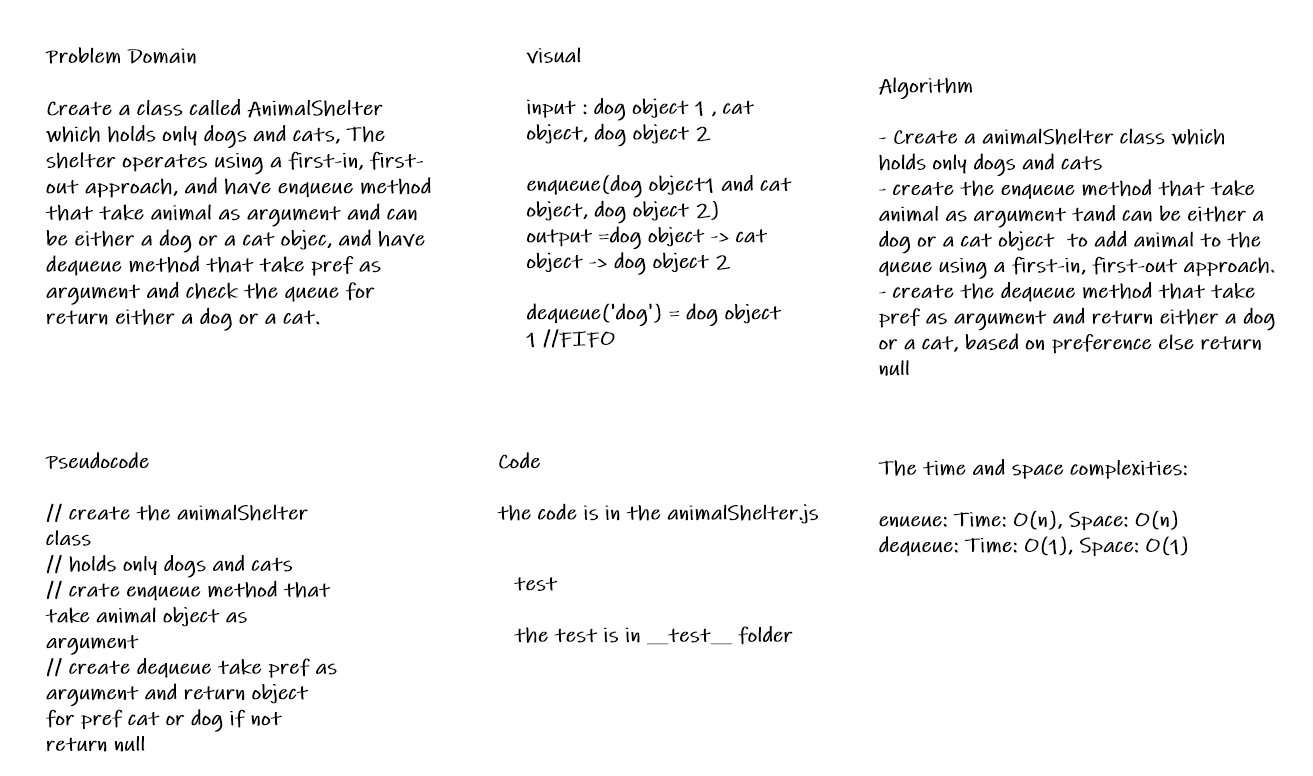 Problem Domain
Create a class called AnimalShelter
which holds only dogs and cats, The
shelter operates using a first-in, first-
out approach, and have enqueue method
that take animal as argument and can
be either a dog or a cat objec, and have
dequeue method that take pref as
argument and check the queue for
return either a dog or a cat.
visual
input : dog object 1 , cat
object, dog object 2
enqueue(dog object1 and cat
object, dog object 2)
output =dog object -> cat
object -> dog object 2
dequeue('dog') = dog object
1 //FIFO
Algorithm
- Create a animalShelter class which
holds only dogs and cats
- create the enqueue method that take
animal as argument tand can be either a
dog or a cat object  to add animal to the
queue using a first-in, first-out approach.
- create the dequeue method that take
pref as argument and return either a dog
or a cat, based on preference else return
null
Pseudocode
// create the animalShelter
class
// holds only dogs and cats
// crate enqueue method that
take animal object as
argument
// create dequeue take pref as
argument and return object
for pref cat or dog if not
return null
Code
the code is in the animalShelter.js
test
the test is in __test__ folder
The time and space complexities:
enueue: Time: O(n), Space: O(n)
dequeue: Time: O(1), Space: O(1)